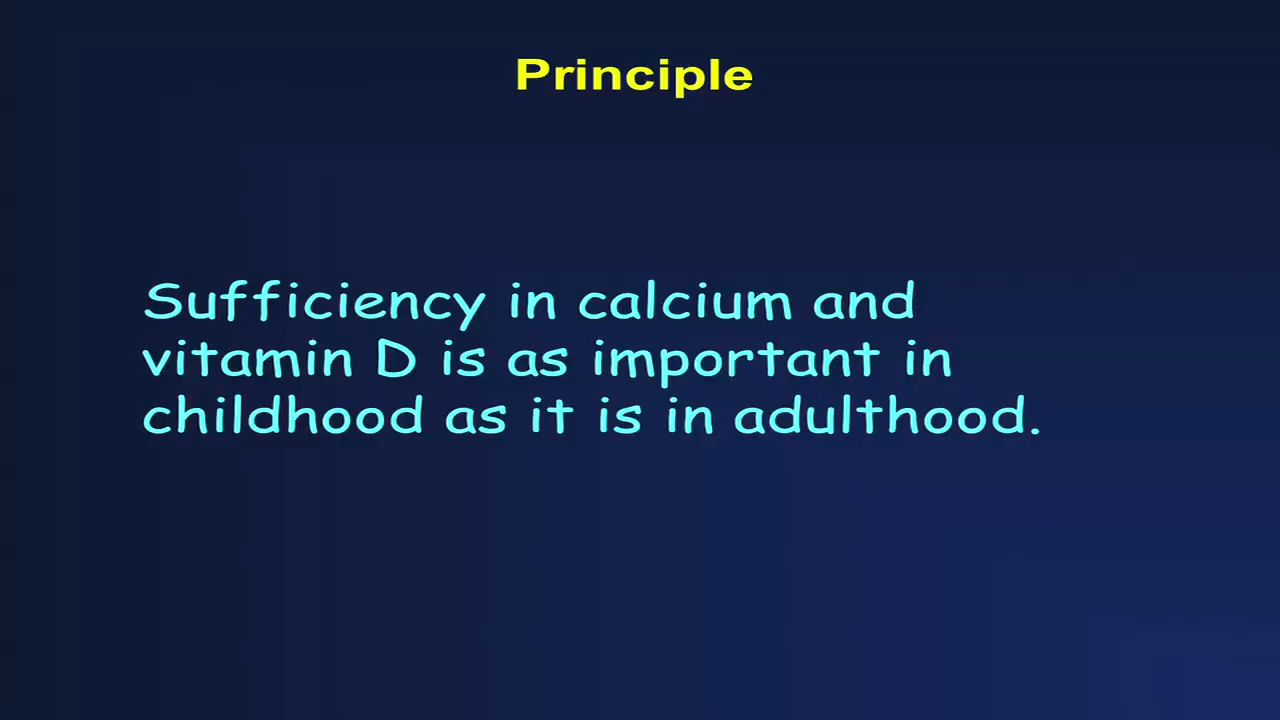 Principle
Sufficiency in calcium and
vitamin D is as important in
childhood as it is in adulthood.